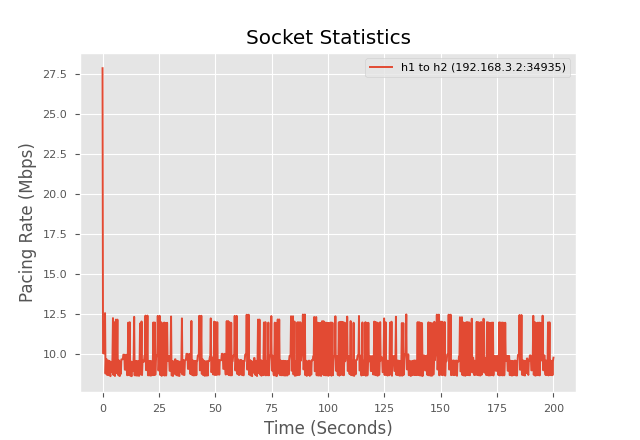 Socket Statistics
h1 to h2 (192.168.3.2:34935)
Pacing Rate (Mbps)
27.5
25.0
22.5
20.0
17.5
15.0
12.5
10.0
0 25 50 75 100 125 150 175 200
Time (Seconds)